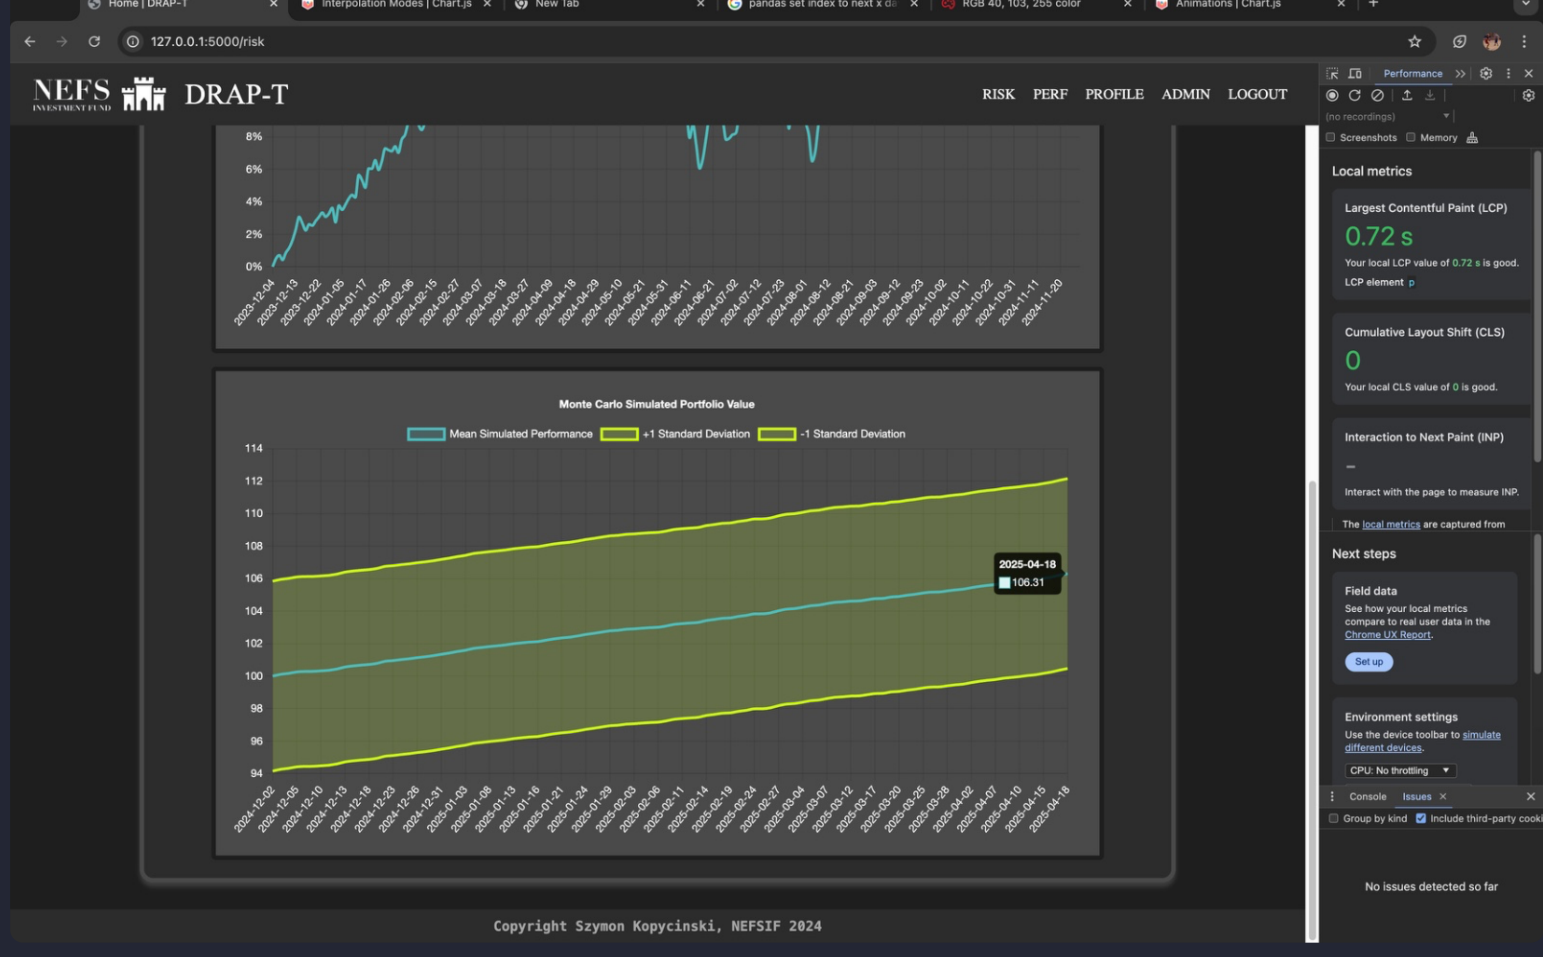 Home | DRAP-T
Interpolation Modes | Chart.js
New Tab
pandas set index to next x da
RGB 40, 103, 255 color
Animations | Chart.js
127.0.0.1:5000/risk
NEFS
INVESTMENT FUND
DRAP-T
RISK
PERF
PROFILE
ADMIN
LOGOUT
8%
6%
4%
2%
0%
2023-12-04
2023-12-13
2023-12-22
2024-01-05
2024-01-17
2024-01-26
2024-02-06
2024-02-15
2024-02-27
2024-03-07
2024-03-18
2024-03-27
2024-04-09
2024-04-18
2024-04-29
2024-05-10
2024-05-21
2024-05-31
2024-06-11
2024-06-21
2024-07-02
2024-07-12
2024-07-23
2024-08-01
2024-08-12
2024-08-21
2024-09-03
2024-09-12
2024-09-23
2024-10-02
2024-10-11
2024-10-22
2024-10-31
2024-11-11
2024-11-20
Monte Carlo Simulated Portfolio Value
Mean Simulated Performance
+1 Standard Deviation
-1 Standard Deviation
114
112
110
108
106
104
102
100
98
96
94
2025-04-18
106.31
2024-12-02
2024-12-05
2024-12-10
2024-12-13
2024-12-18
2024-12-23
2024-12-26
2024-12-31
2025-01-03
2025-01-08
2025-01-13
2025-01-16
2025-01-21
2025-01-24
2025-01-29
2025-02-03
2025-02-06
2025-02-11
2025-02-14
2025-02-19
2025-02-24
2025-02-27
2025-03-04
2025-03-07
2025-03-12
2025-03-17
2025-03-20
2025-03-25
2025-03-28
2025-04-02
2025-04-07
2025-04-10
2025-04-15
2025-04-18
Copyright Szymon Kopycinski, NEFSIF 2024
Performance
(no recordings)
Screenshots
Memory
Local metrics
Largest Contentful Paint (LCP)
0.72 s
Your local LCP value of 0.72 s is good.
LCP element p
Cumulative Layout Shift (CLS)
0
Your local CLS value of 0 is good.
Interaction to Next Paint (INP)
–
Interact with the page to measure INP.
The local metrics are captured from
Next steps
Field data
See how your local metrics
compare to real user data in the
Chrome UX Report.
Set up
Environment settings
Use the device toolbar to simulate
different devices.
CPU: No throttling
Console
Issues
Group by kind
Include third-party cooki
No issues detected so far